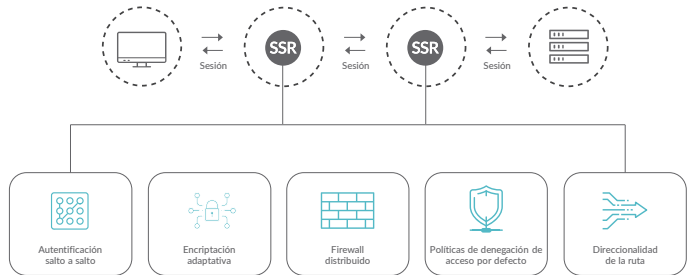 SSR
SSR
Sesión
Sesión
Sesión
Autentificación
salto a salto
Encriptación
adaptativa
Firewall
distribuido
Políticas de denegación de
acceso por defecto
Direccionalidad
de la ruta